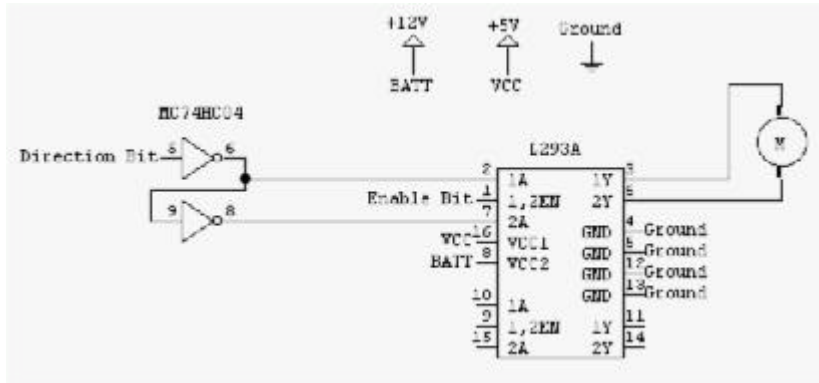 +12V +5V Ground
BATT VCC
MC74HC04
L293A
Direction Bit 5 6
M
2 1A 1Y 3
Enable Bit 1 1,2EN 2Y 6
9 8 7 2A GND 4 Ground
VCC 16 VCC1 GND 5 Ground
BATT 8 VCC2 GND 12 Ground
GND 13 Ground
10 1A
9 1,2EN 1Y 11
15 2A 2Y 14